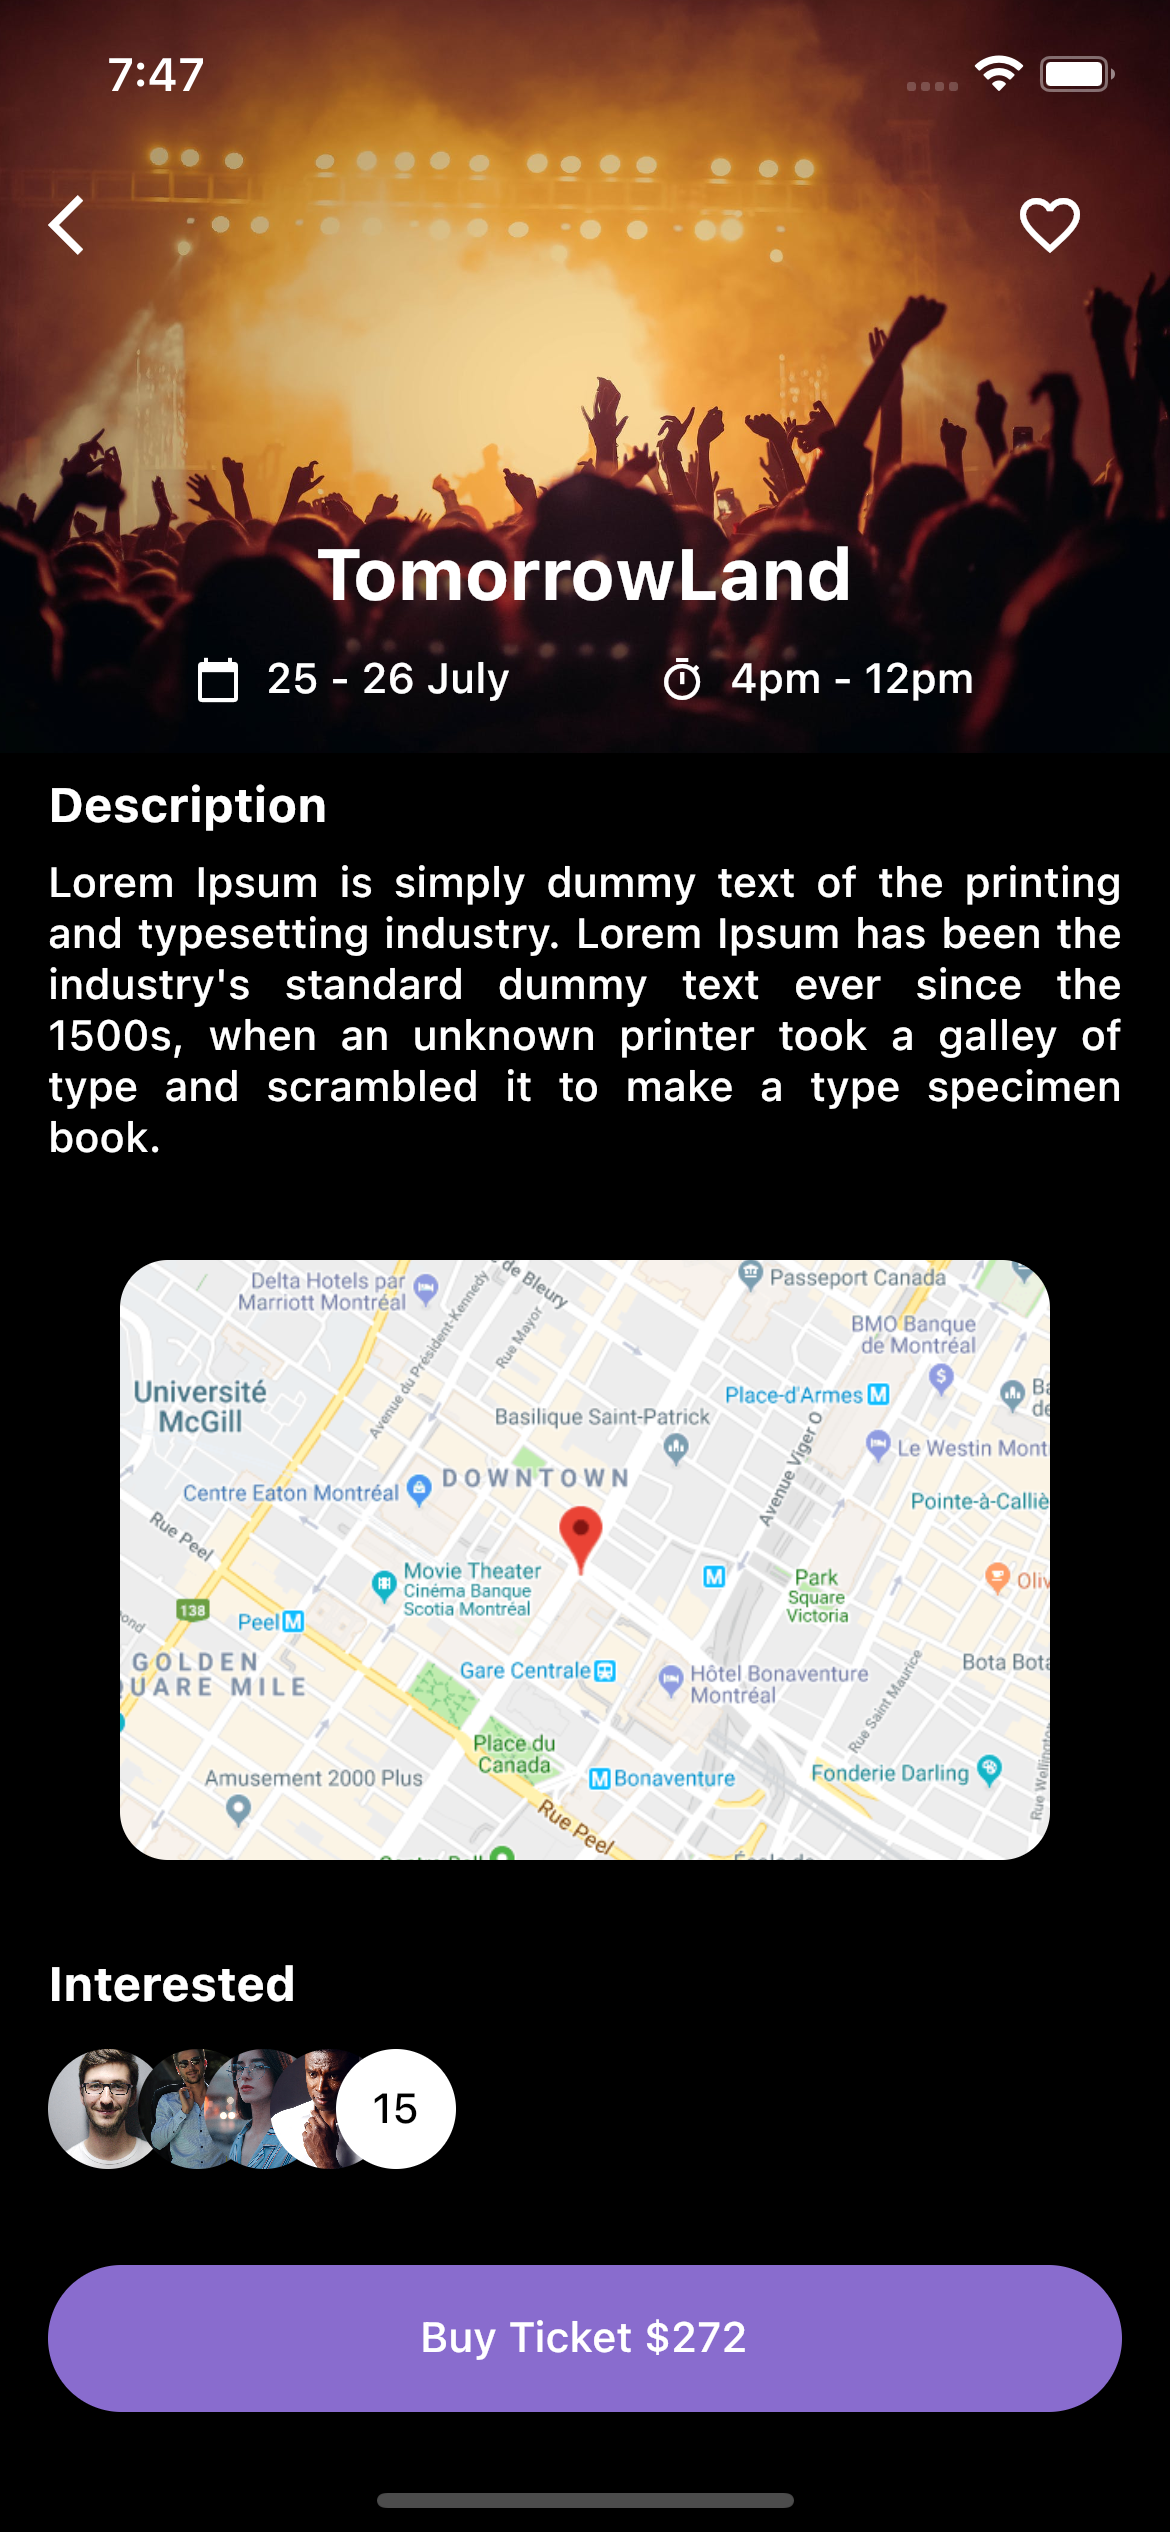 7:47
TomorrowLand
25 - 26 July
4pm - 12pm
Description
Lorem Ipsum is simply dummy text of the printing
and typesetting industry. Lorem Ipsum has been the
industry's standard dummy text ever since the
1500s, when an unknown printer took a galley of
type and scrambled it to make a type specimen
book.
Delta Hotels par
Marriott Montréal
Avenue du Président-Kennedy
de Bleury
Rue Mayor
Passeport Canada
BMO Banque
de Montréal
Université
McGill
Place-d'Armes M
Basilique Saint-Patrick
Avenue Viger O
Le Westin Mont
DOWNTOWN
Centre Eaton Montréal
Pointe-à-Calliè
Rue Peel
Movie Theater
Cinéma Banque
Scotia Montréal
M
Park
Square
Victoria
Oliv
138
Peel M
GOLDEN
UARE MILE
Gare Centrale
Hôtel Bonaventure
Montréal
Rue Saint Maurice
Bota Bota
Place du
Canada
Amusement 2000 Plus
M Bonaventure
Fonderie Darling
Rue Wellington
Rue Peel
Interested
15
Buy Ticket $272